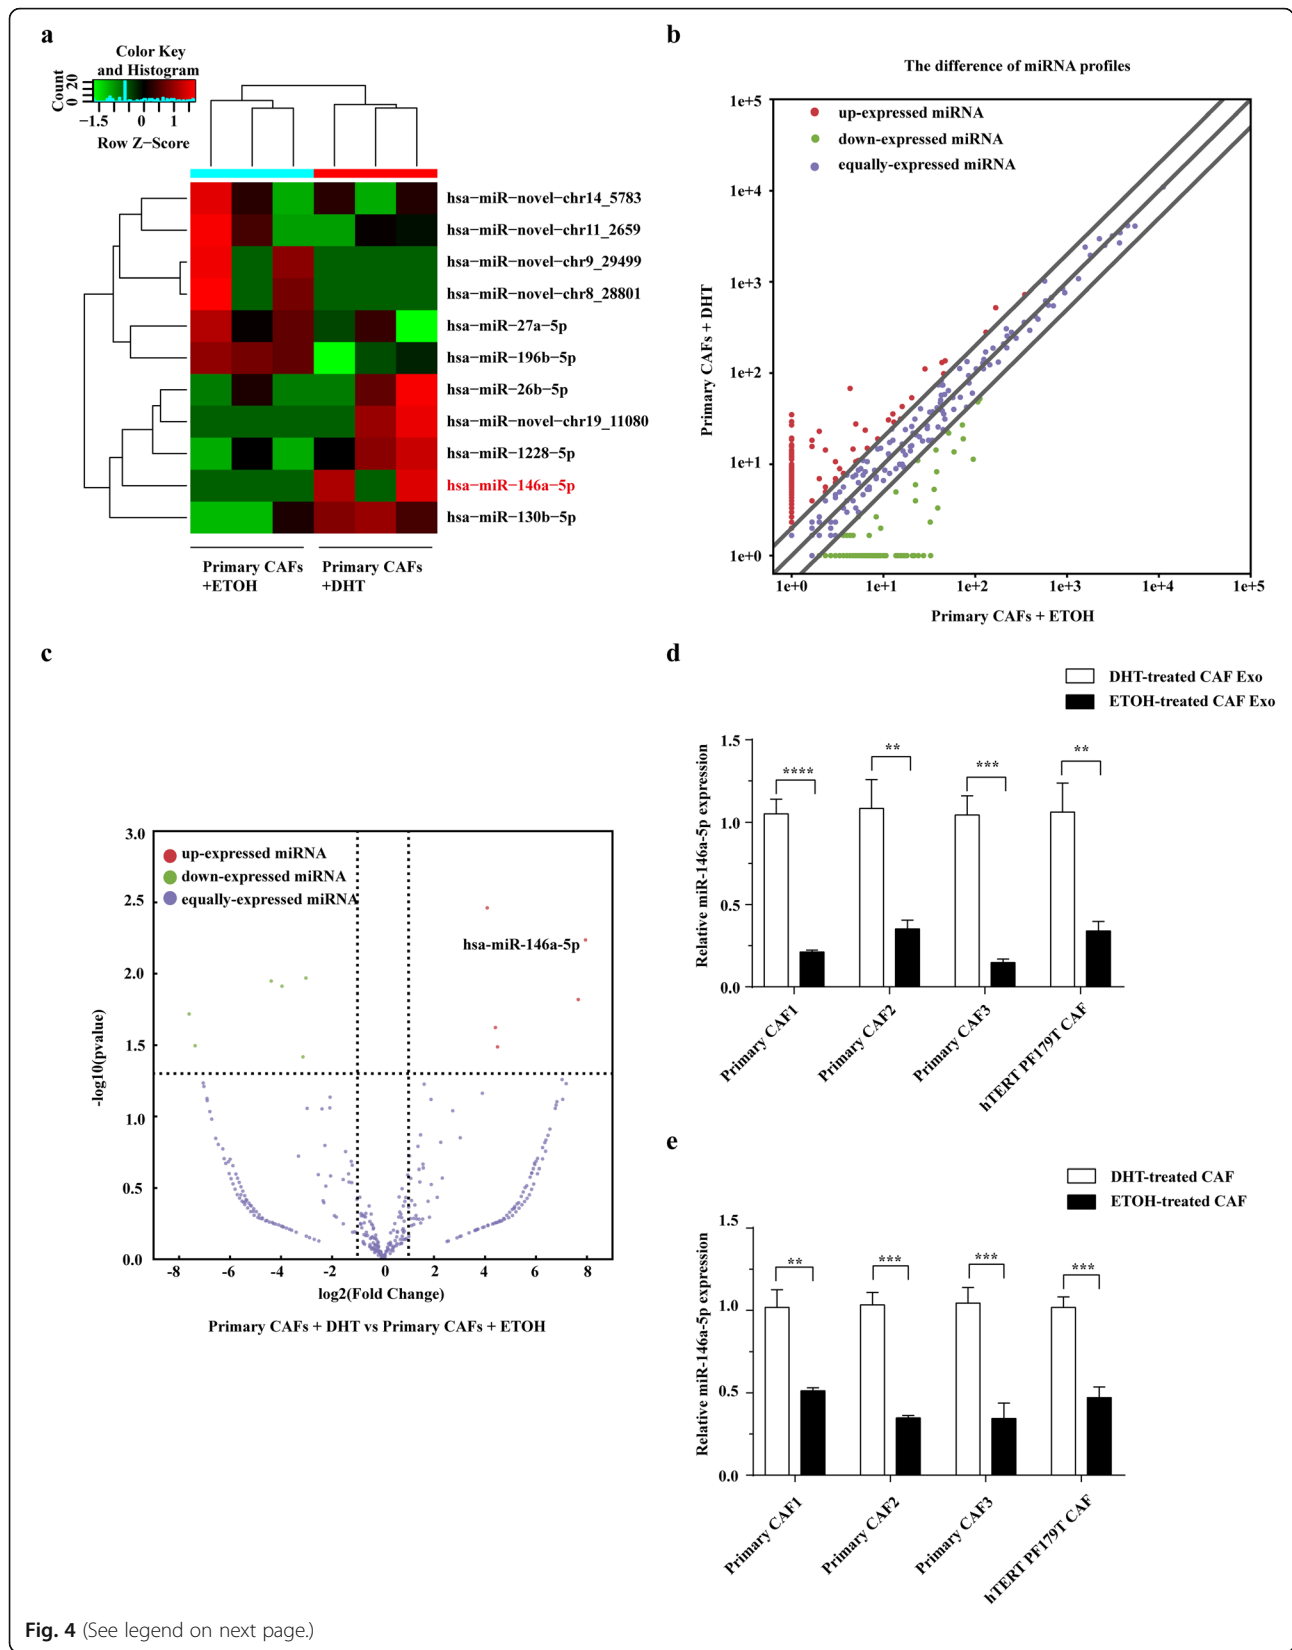 a
Color Key
and Histogram
Count
0
20
−1.5
0
1
Row Z−Score
hsa−miR−novel−chr14_5783
hsa−miR−novel−chr11_2659
hsa−miR−novel−chr9_29499
hsa−miR−novel−chr8_28801
hsa−miR−27a−5p
hsa−miR−196b−5p
hsa−miR−26b−5p
hsa−miR−novel−chr19_11080
hsa−miR−1228−5p
hsa−miR−146a−5p
hsa−miR−130b−5p
Primary CAFs
+ETOH
Primary CAFs
+DHT
b
The difference of miRNA profiles
up-expressed miRNA
down-expressed miRNA
equally-expressed miRNA
1e+5
1e+4
1e+3
1e+2
1e+1
1e+0
Primary CAFs + DHT
1e+0
1e+1
1e+2
1e+3
1e+4
1e+5
Primary CAFs + ETOH
c
up-expressed miRNA
down-expressed miRNA
equally-expressed miRNA
hsa-miR-146a-5p
3.0
2.5
2.0
1.5
1.0
0.5
0.0
-log10(pvalue)
-8
-6
-4
-2
0
2
4
6
8
log2(Fold Change)
Primary CAFs + DHT vs Primary CAFs + ETOH
d
DHT-treated CAF Exo
ETOH-treated CAF Exo
Relative miR-146a-5p expression
1.5
1.0
0.5
0.0
****
**
***
**
Primary CAF1
Primary CAF2
Primary CAF3
hTERT PF179T CAF
e
DHT-treated CAF
ETOH-treated CAF
Relative miR-146a-5p expression
1.5
1.0
0.5
0.0
**
***
***
***
Primary CAF1
Primary CAF2
Primary CAF3
hTERT PF179T CAF
Fig. 4 (See legend on next page.)